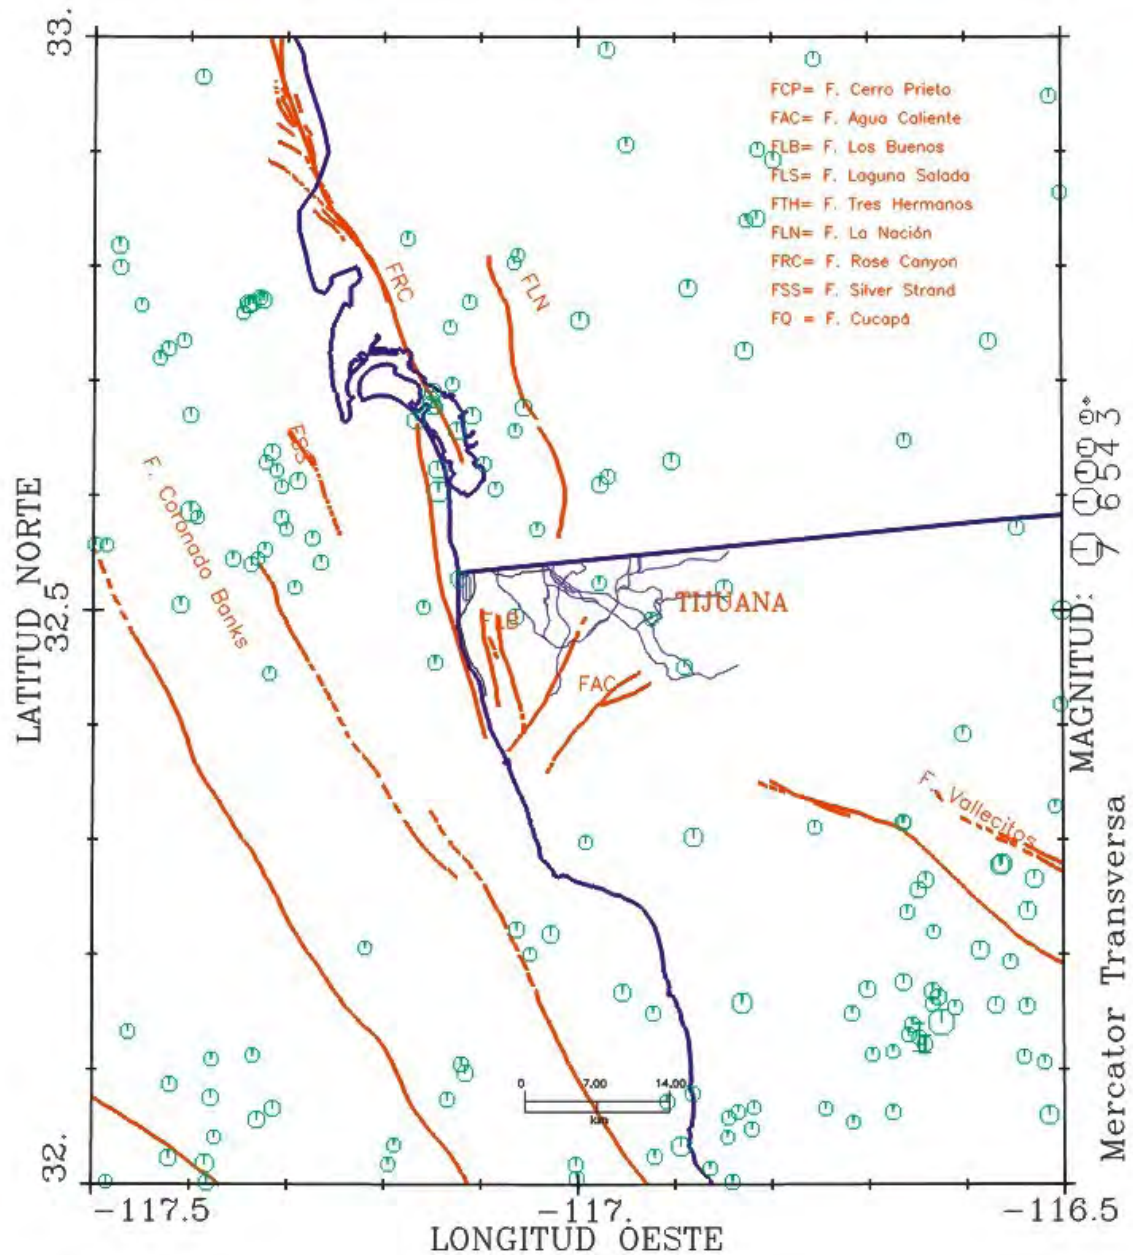 33.
FCP= F. Cerro Prieto
FAC= F. Agua Caliente
FLB= F. Los Buenos
FLS= F. Laguna Salada
FTH= F. Tres Hermanos
FLN= F. La Nación
FRC= F. Rose Canyon
FSS= F. Silver Strand
FQ = F. Cucapá
FRC
FLN
FSS
F. Coronado Banks
LATITUD NORTE
32.5
TIJUANA
FLB
FAC
F. Vallecitos
MAGNITUD: 7 6 5 4 3*
Mercator Transversa
0 7.00 14.00
km
32.
-117.5 -117. -116.5
LONGITUD OESTE